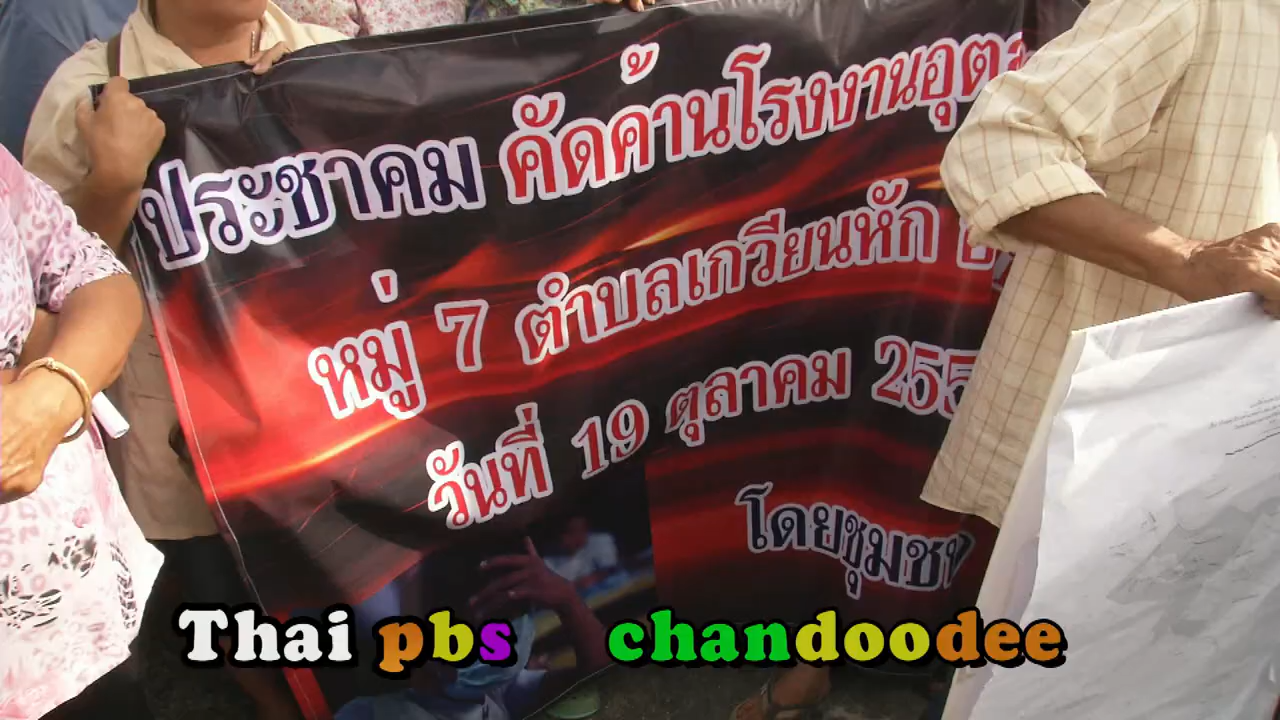 ประชาคม คัดค้านโรงงานอุต
หมู่ 7 ตำบลเกวียนหัก
วันที่ 19 ตุลาคม 255
โดยชุมช
Thai pbs chandoodee